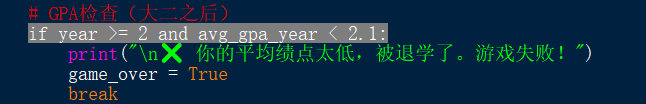 # GPA检查（大二之后）
if year >= 2 and avg_gpa_year < 2.1:
print("\n❌ 你的平均绩点太低，被退学了。游戏失败！")
game_over = True
break